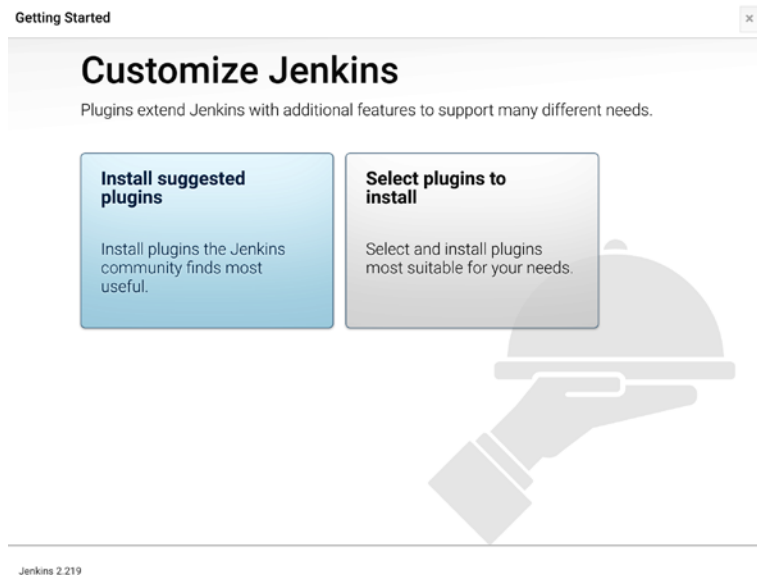 Getting Started
×
Customize Jenkins
Plugins extend Jenkins with additional features to support many different needs.
Install suggested
plugins
Install plugins the Jenkins
community finds most
useful.
Select plugins to
install
Select and install plugins
most suitable for your needs.
Jenkins 2.219